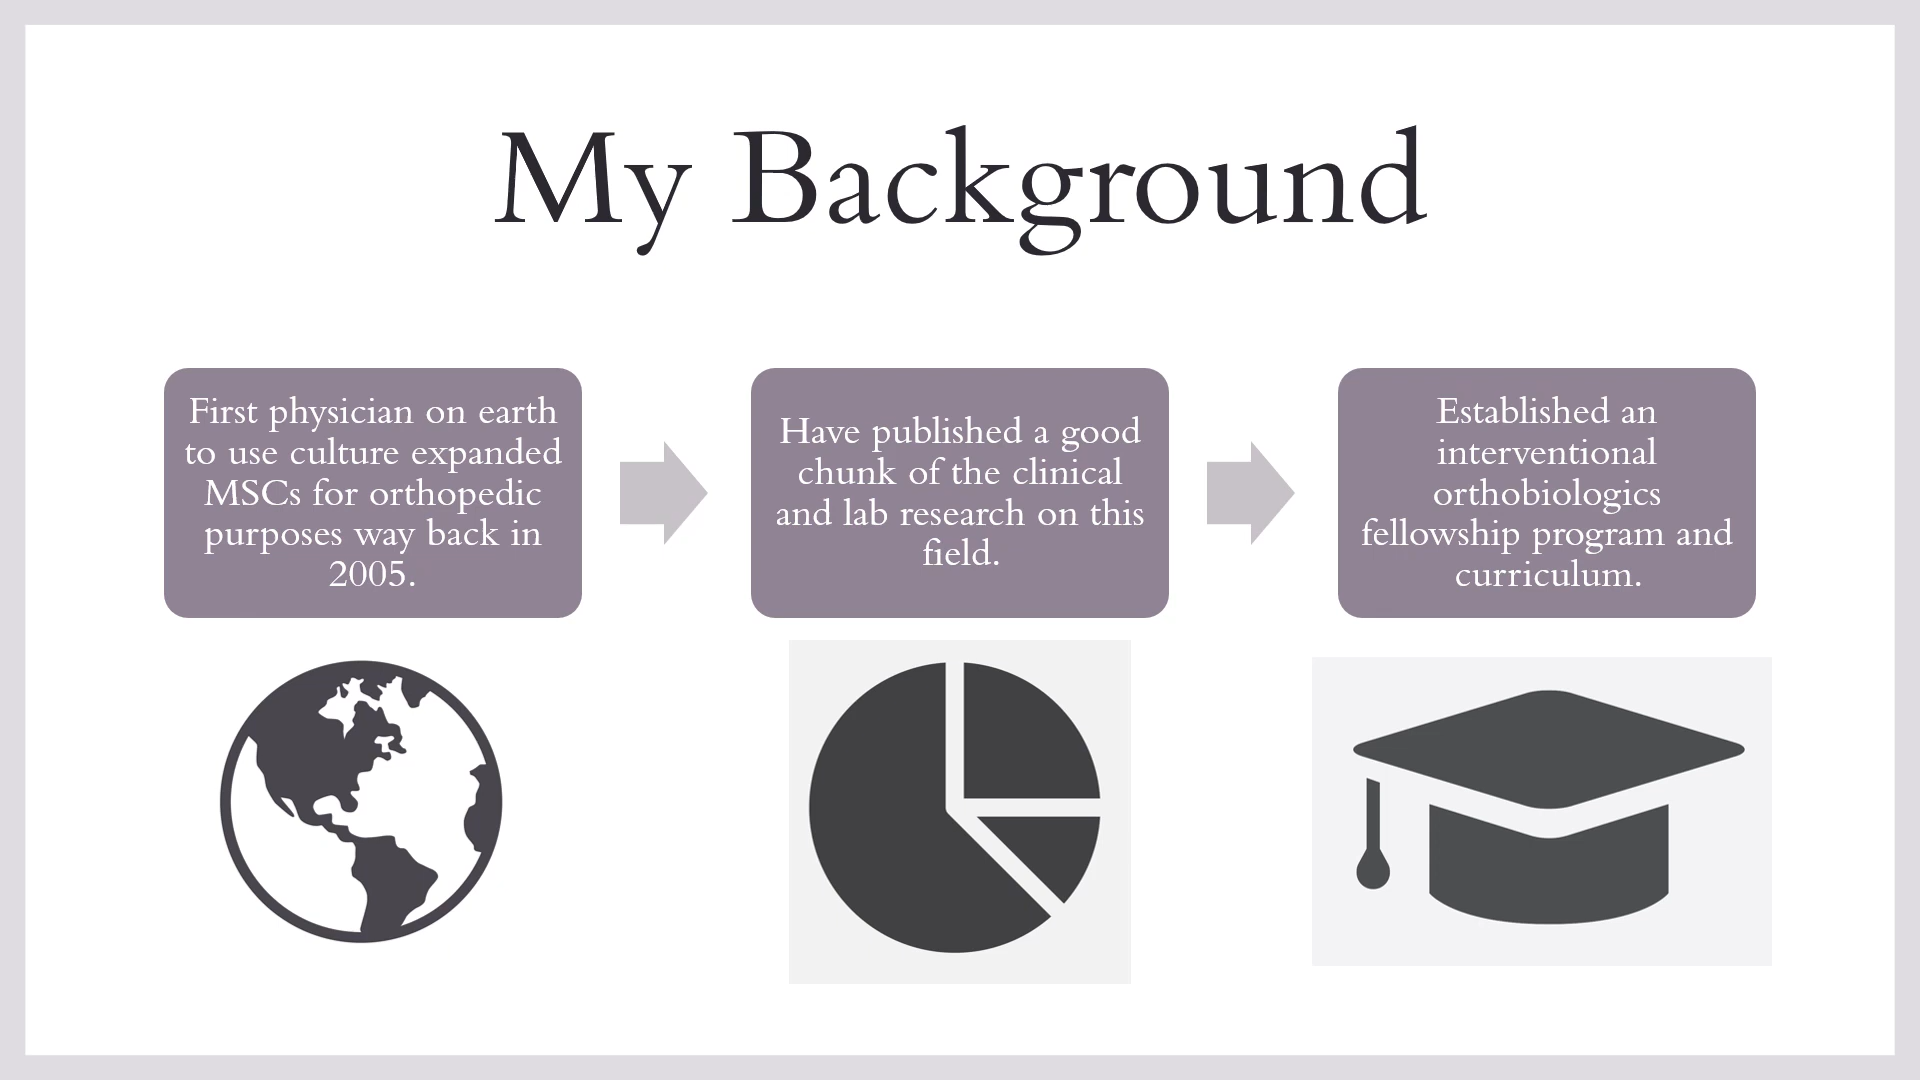 My Background
First physician on earth
to use culture expanded
MSCs for orthopedic
purposes way back in
2005.
Have published a good
chunk of the clinical
and lab research on this
field.
Established an
interventional
orthobiologics
fellowship program and
curriculum.